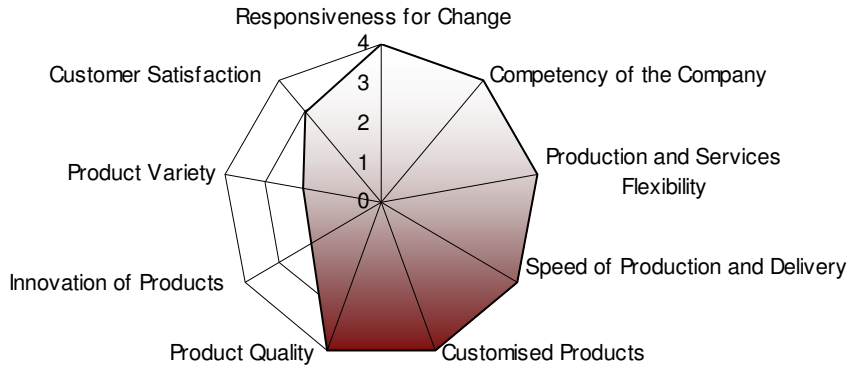 Responsiveness for Change
4
Customer Satisfaction
Competency of the Company
3
2
Production and Services
Flexibility
1
Product Variety
0
Speed of Production and Delivery
Innovation of Products
Product Quality
Customised Products